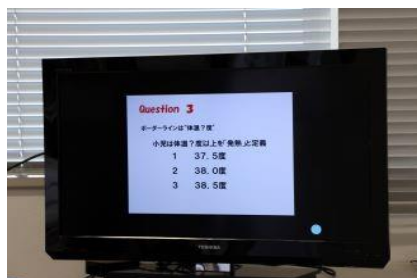 Question 3
ボーダーラインは"体温?度"
小児は体温?度以上を「発熱」と定義
1 37.5度
2 38.0度
3 38.5度
TOSHIBA